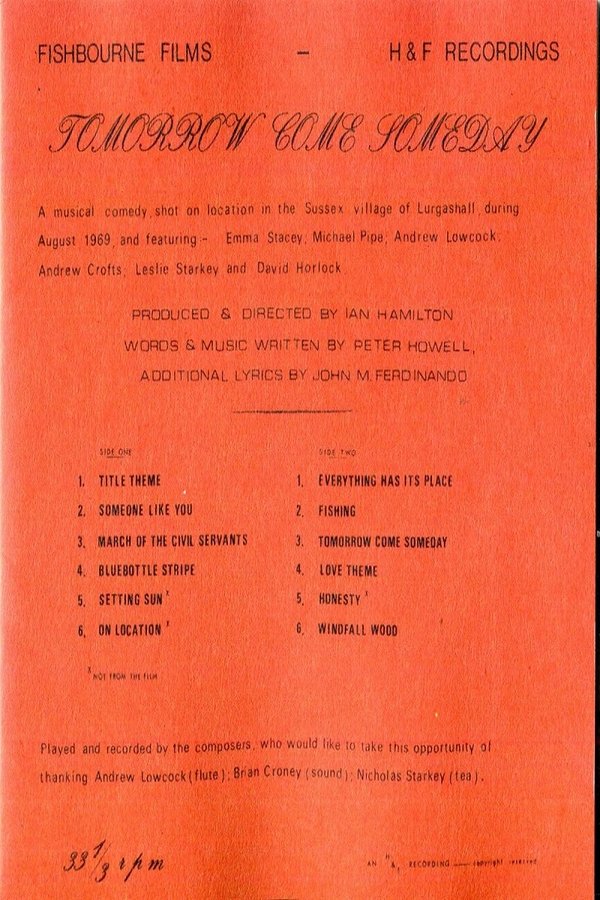 FISHBOURNE FILMS – H & F RECORDINGS
TOMORROW COME SOMEDAY
A musical comedy, shot on location in the Sussex village of Lurgashall, during
August 1969, and featuring:- Emma Stacey; Michael Pipe; Andrew Lowcock;
Andrew Crofts; Leslie Starkey and David Horlock
PRODUCED & DIRECTED BY IAN HAMILTON
WORDS & MUSIC WRITTEN BY PETER HOWELL,
ADDITIONAL LYRICS BY JOHN M. FERDINANDO
SIDE ONE
1. TITLE THEME
2. SOMEONE LIKE YOU
3. MARCH OF THE CIVIL SERVANTS
4. BLUEBOTTLE STRIPE
5. SETTING SUN x
6. ON LOCATION x
x NOT FROM THE FILM
SIDE TWO
1. EVERYTHING HAS ITS PLACE
2. FISHING
3. TOMORROW COME SOMEDAY
4. LOVE THEME
5. HONESTY x
6. WINDFALL WOOD
Played and recorded by the composers, who would like to take this opportunity of
thanking Andrew Lowcock (flute); Brian Croney (sound); Nicholas Starkey (tea).
33 1/3 rpm
AN H & F RECORDING — copyright reserved